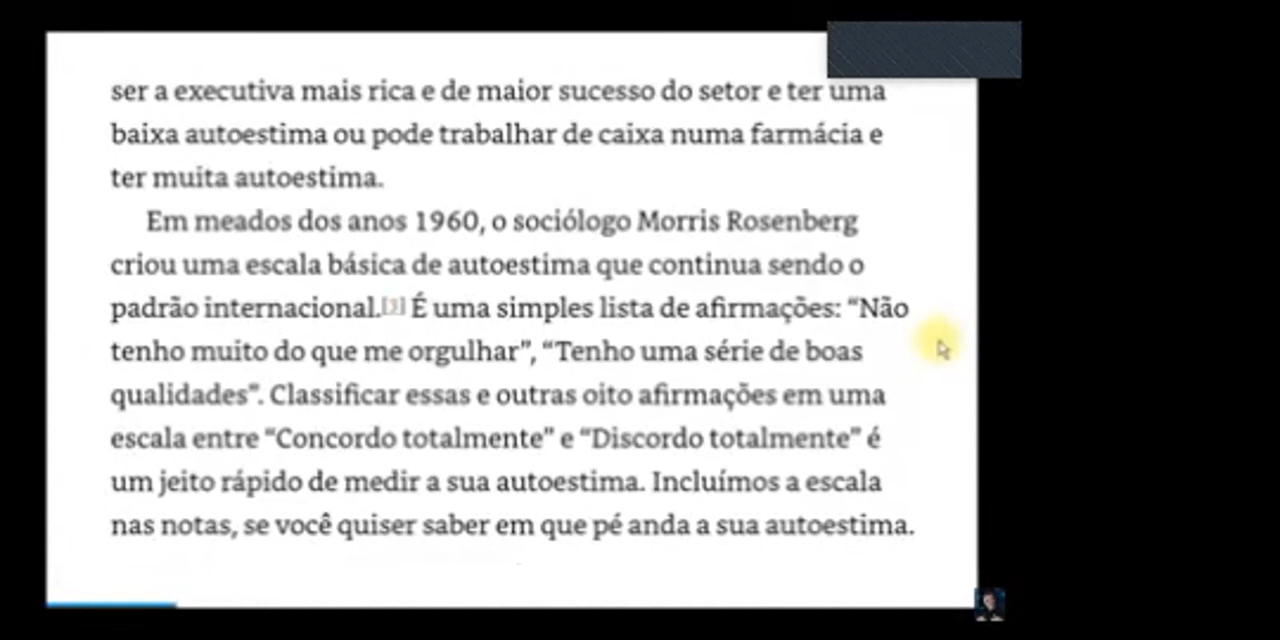 ser a executiva mais rica e de maior sucesso do setor e ter uma
baixa autoestima ou pode trabalhar de caixa numa farmácia e
ter muita autoestima.
Em meados dos anos 1960, o sociólogo Morris Rosenberg
criou uma escala básica de autoestima que continua sendo o
padrão internacional.[3] É uma simples lista de afirmações: “Não
tenho muito do que me orgulhar”, “Tenho uma série de boas
qualidades”. Classificar essas e outras oito afirmações em uma
escala entre “Concordo totalmente” e “Discordo totalmente” é
um jeito rápido de medir a sua autoestima. Incluímos a escala
nas notas, se você quiser saber em que pé anda a sua autoestima.